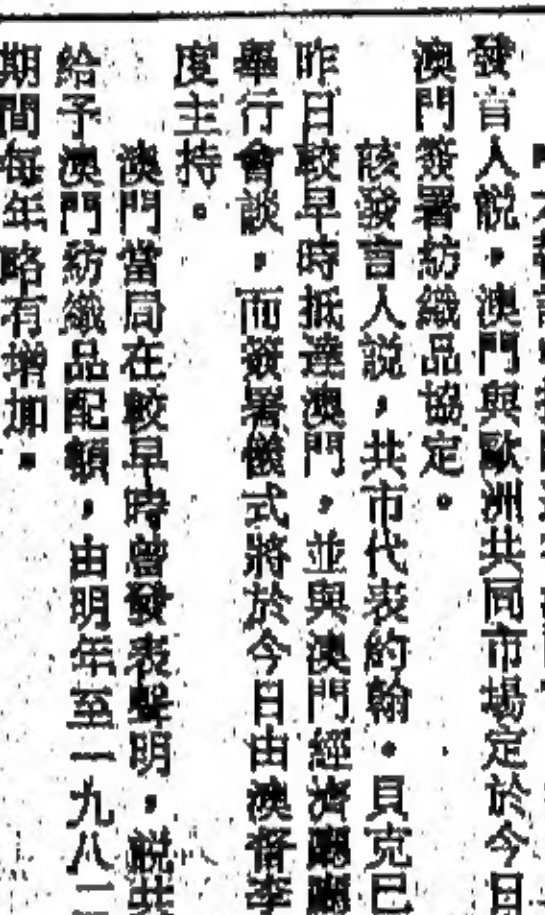 發言人說，澳門與歐洲共同市場定於今日
澳門簽署紡織品協定。
該發言人說，共市代表約翰•貝克已
昨日較早時抵達澳門，並與澳門經濟廳廳
舉行會談，而簽署儀式將於今日由澳督李
度主持。
澳門當局在較早時曾發表聲明，說共
給予澳門紡織品配額，由明年至一九八二
期間每年略有增加。